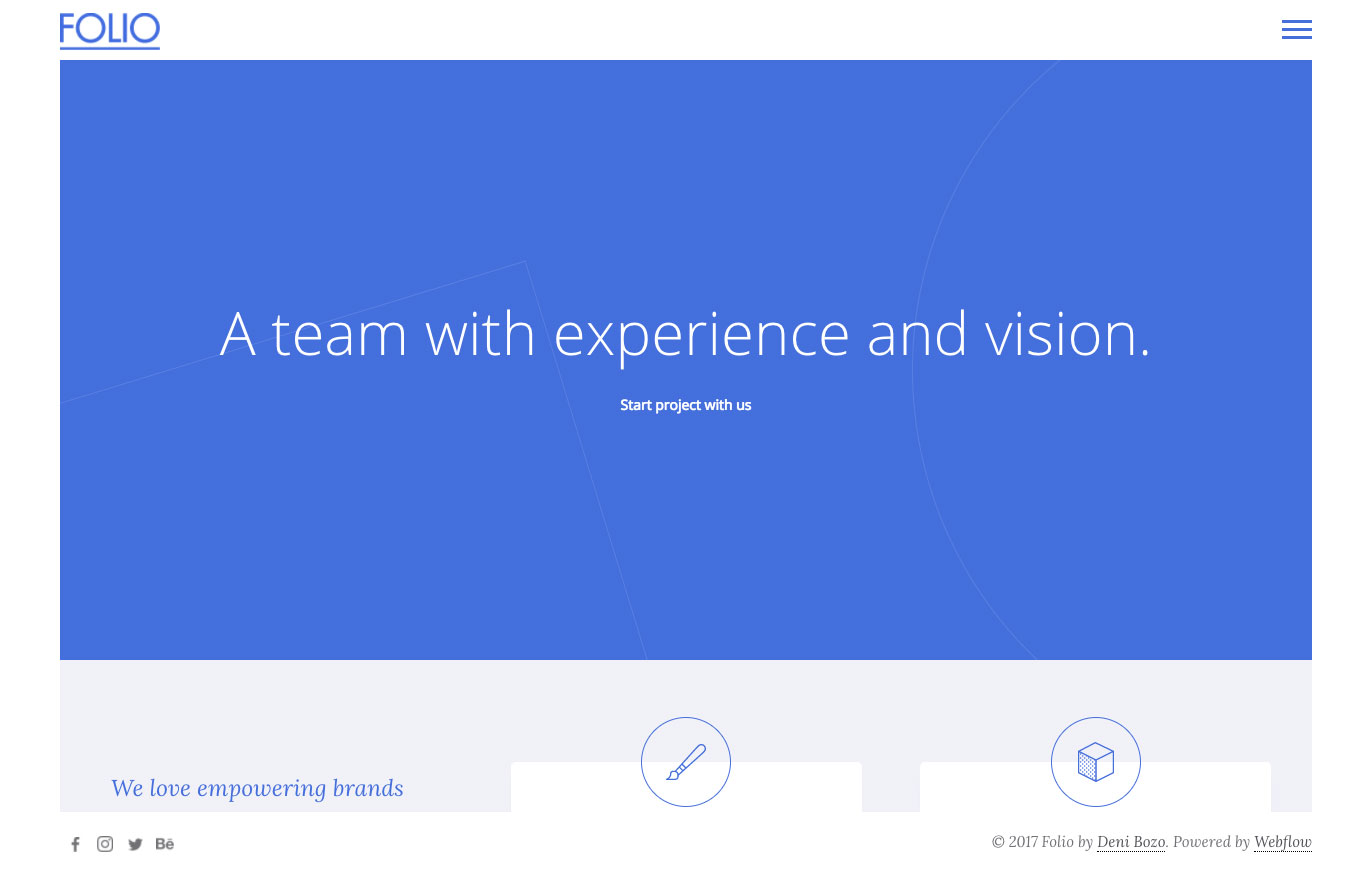 FOLIO
A team with experience and vision.
Start project with us
We love empowering brands
Bē
© 2017 Folio by Deni Bozo. Powered by Webflow